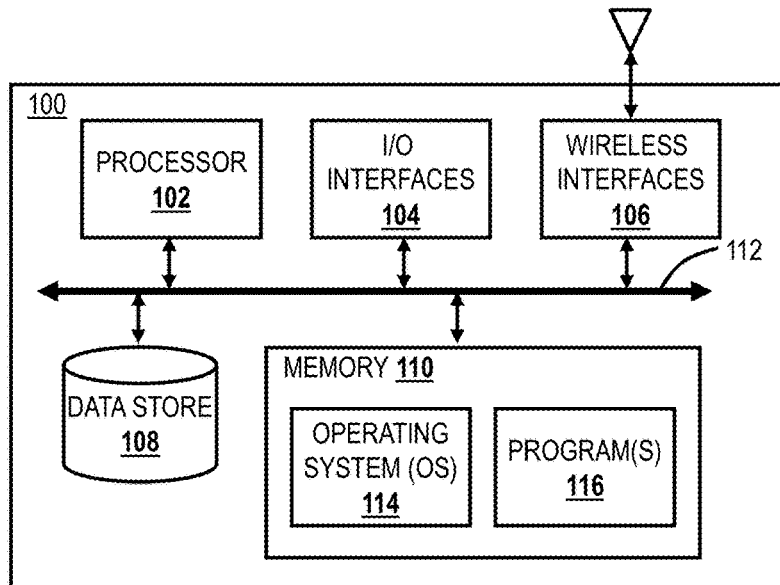 100
PROCESSOR
102
I/O
INTERFACES
104
WIRELESS
INTERFACES
106
112
DATA STORE
108
MEMORY 110
OPERATING
SYSTEM (OS)
114
PROGRAM(S)
116